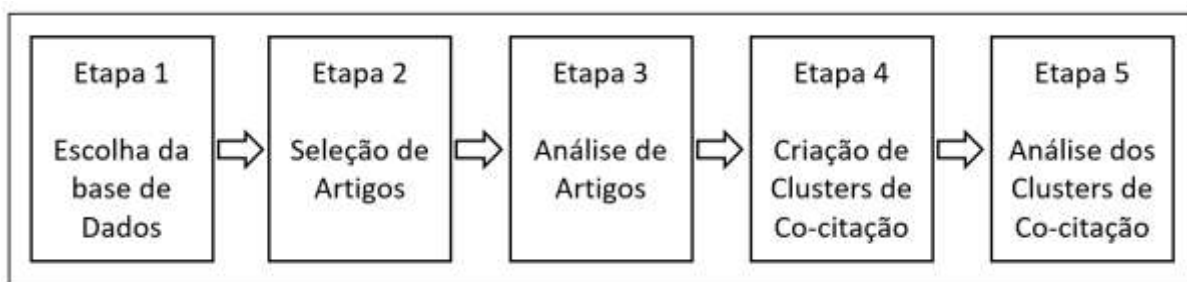 Etapa 1
Escolha da
base de
Dados
Etapa 2
Seleção de
Artigos
Etapa 3
Análise de
Artigos
Etapa 4
Criação de
Clusters de
Co-citação
Etapa 5
Análise dos
Clusters de
Co-citação